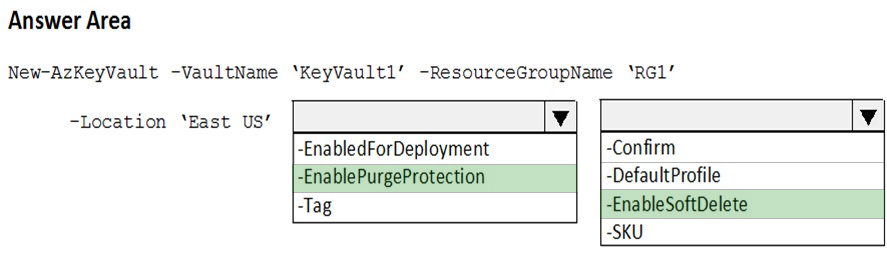 Answer Area
New-AzKeyVault -VaultName ‘KeyVault1’ -ResourceGroupName ‘RG1’
-Location ‘East US’
-EnabledForDeployment
-EnablePurgeProtection
-Tag
-Confirm
-DefaultProfile
-EnableSoftDelete
-SKU